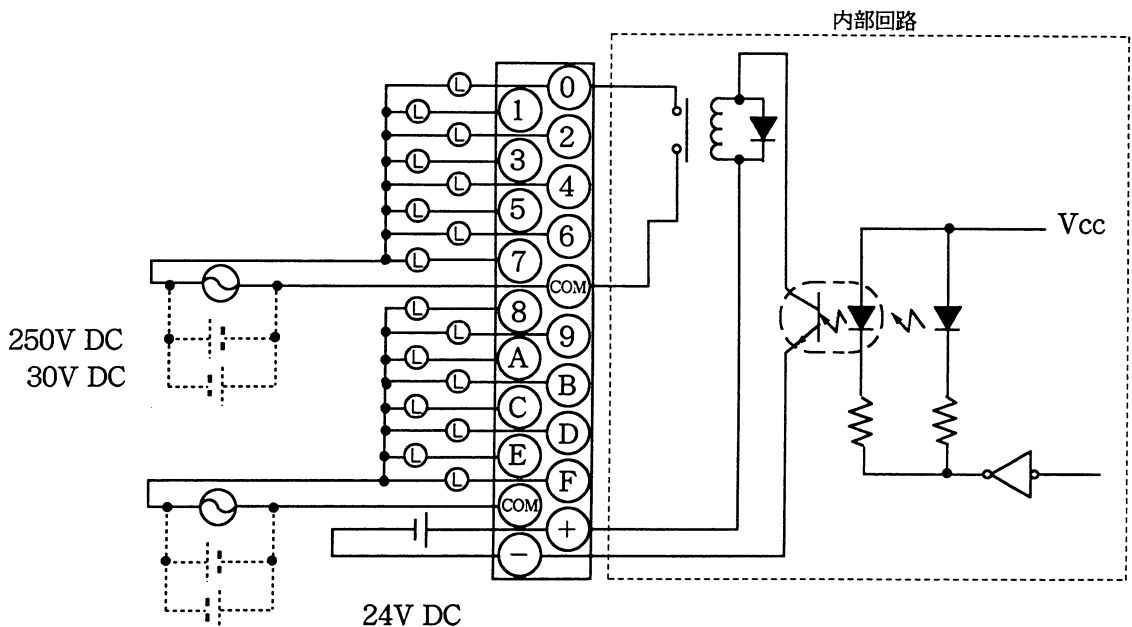 内部回路
L 0
L 1
L 2
L 3
L 4
L 5
L 6
L 7
COM
Vcc
L 8
L 9
L A
L B
L C
L D
L E
L F
COM
+
−
250V DC
30V DC
24V DC